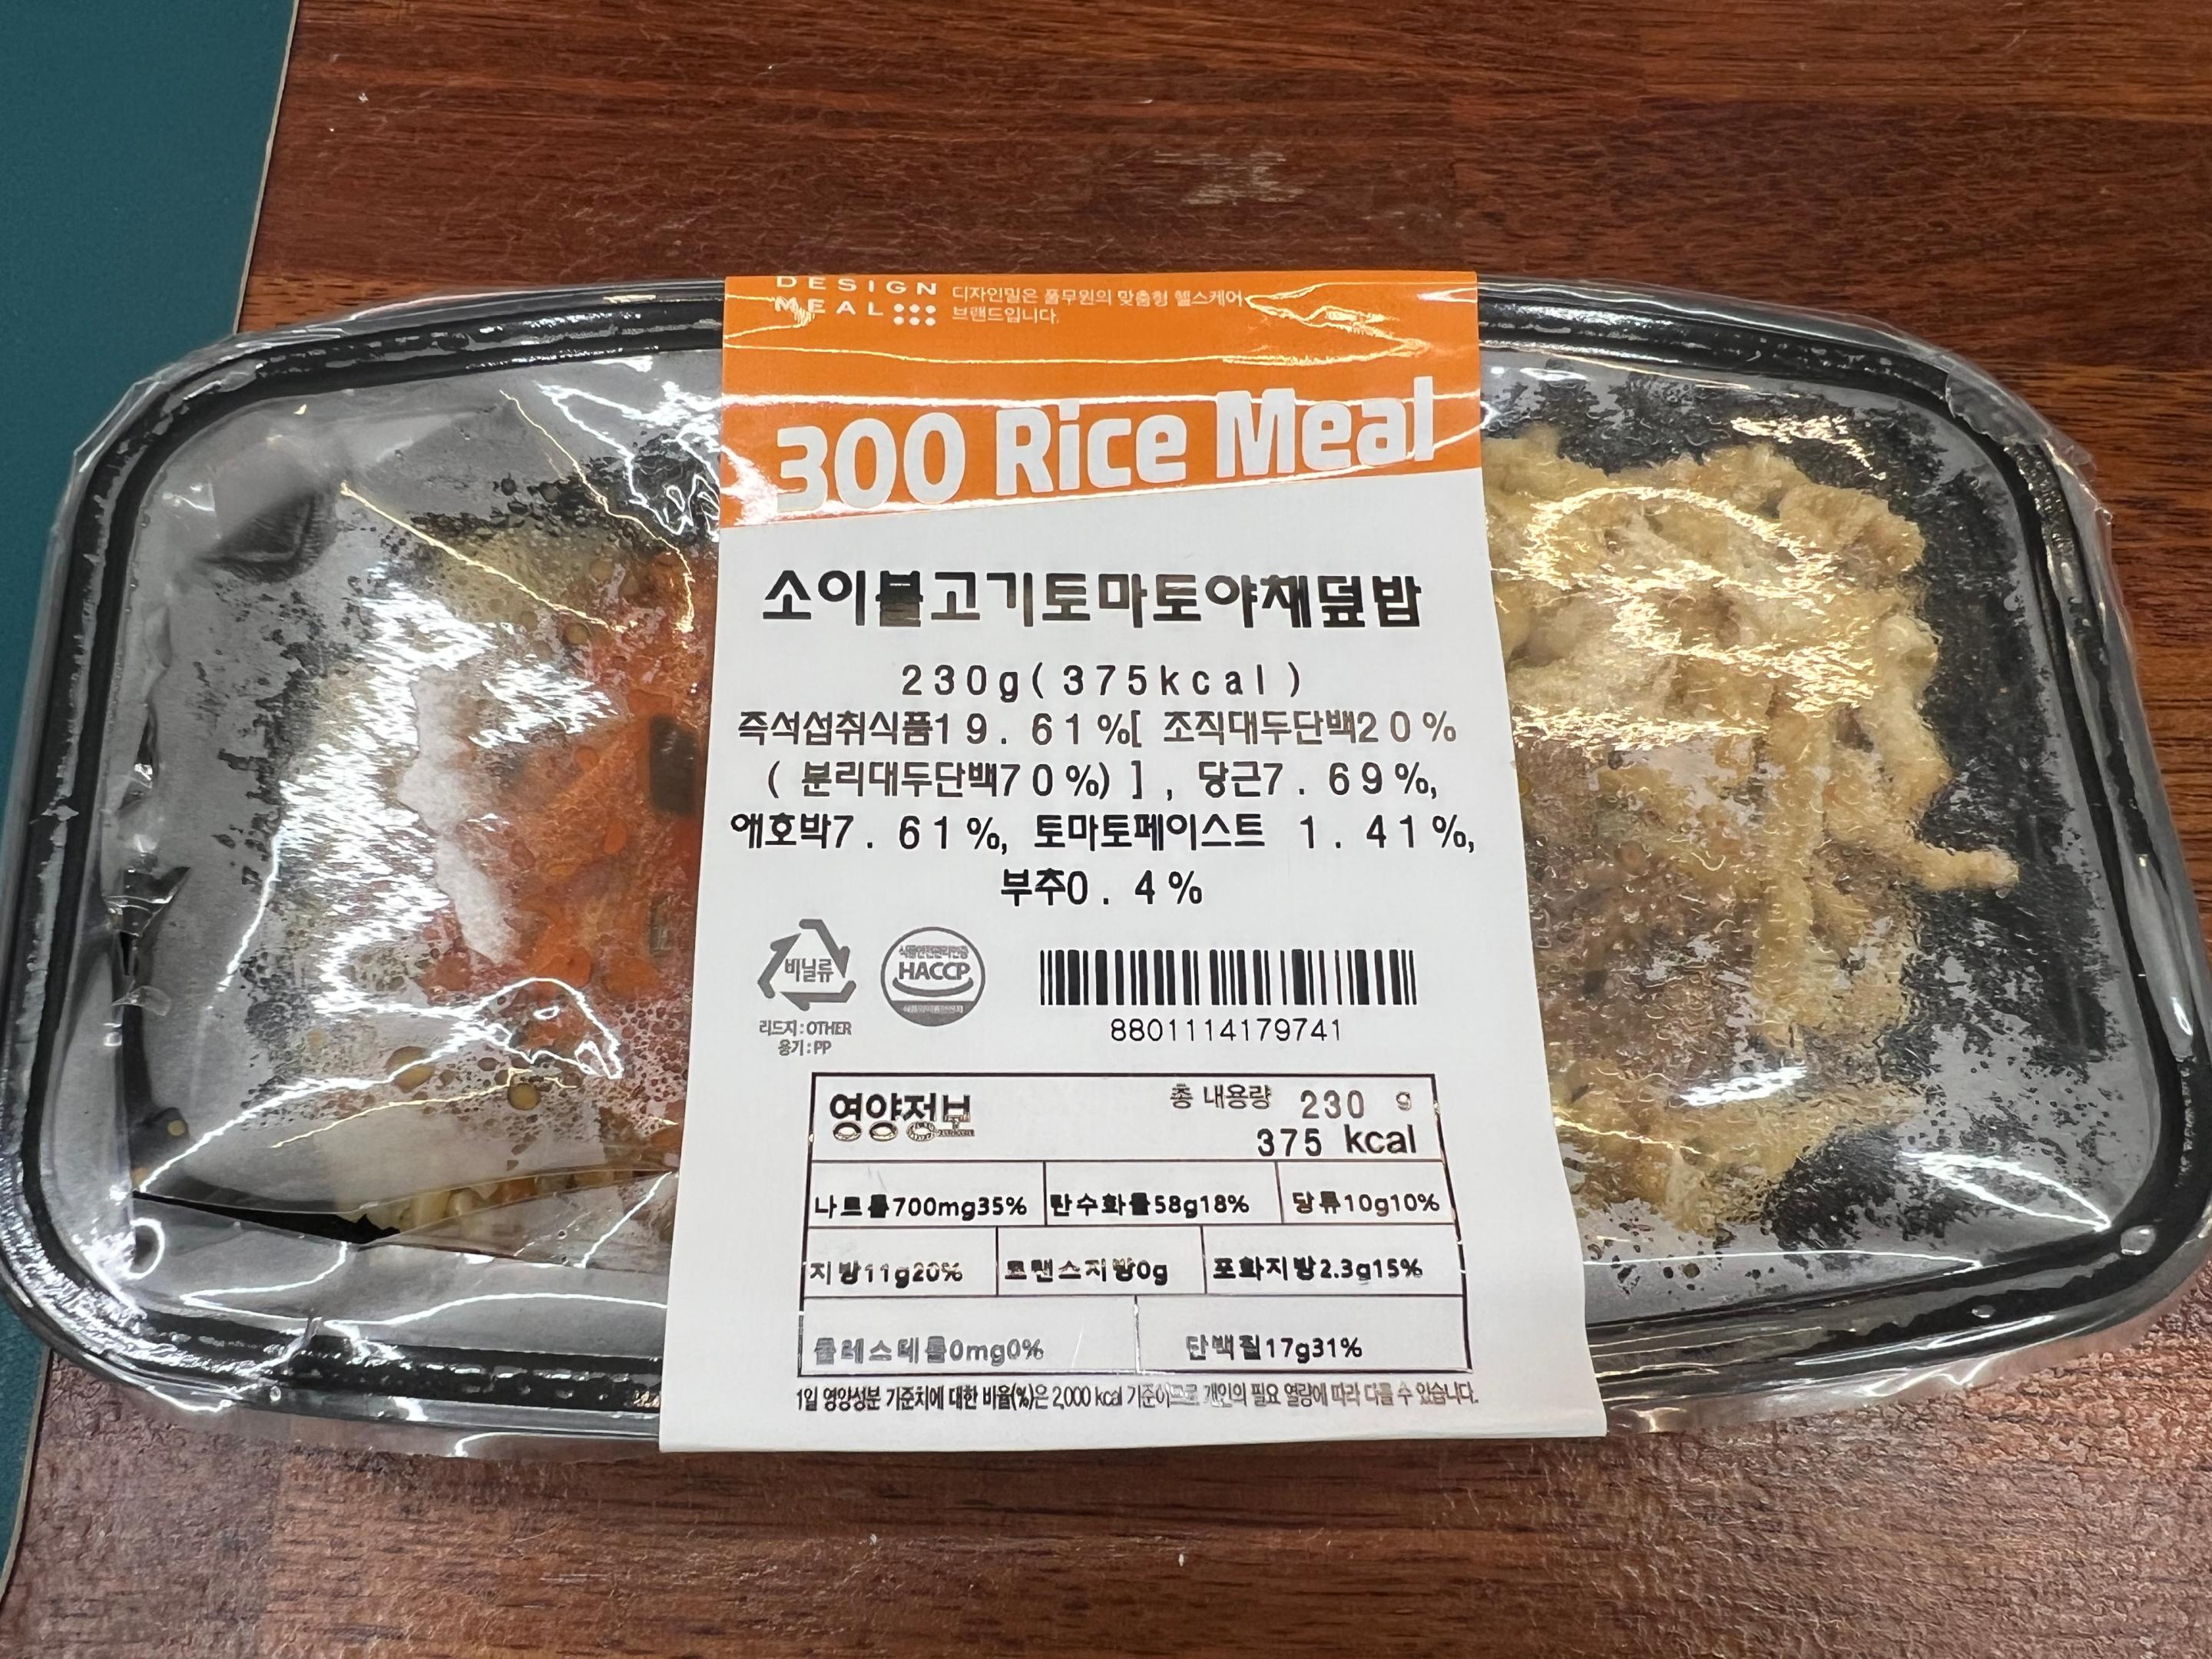 DESIGN
MEAL
디자인밀은 풀무원의 맞춤형 헬스케어
브랜드입니다.
300 Rice Meal
소이불고기토마토야채덮밥
230g(375kcal)
즉석섭취식품19.61%[ 조직대두단백20%
( 분리대두단백70%) ] , 당근7.69%,
애호박7.61%, 토마토페이스트 1.41%,
부추0.4%
비닐류
리드지:OTHER
용기:PP
식품안전관리인증
HACCP
8801114179741
영양정보
총 내용량 230 g
375 kcal
나트륨700mg35% 탄수화물58g18% 당류10g10%
지방11g20% 트랜스지방0g 포화지방2.3g15%
콜레스테롤0mg0% 단백질17g31%
1일 영양성분 기준치에 대한 비율(%)은 2,000 kcal 기준이므로 개인의 필요 열량에 따라 다를 수 있습니다.